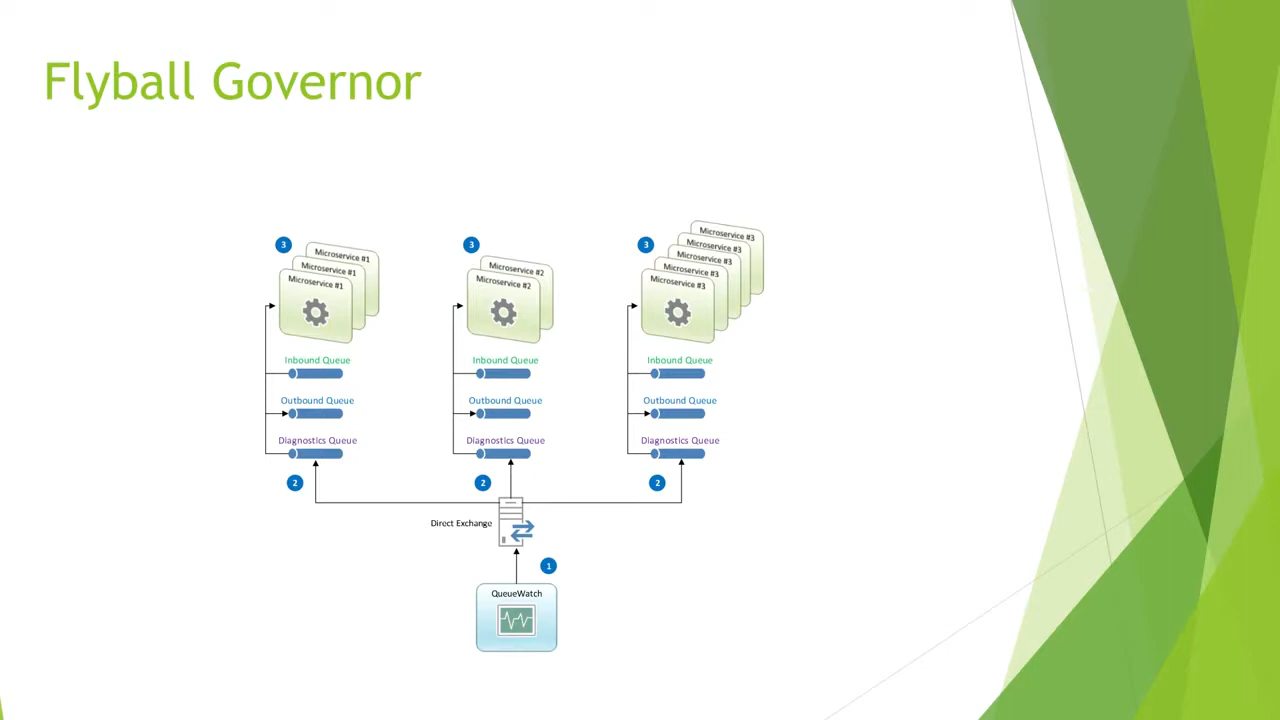 Flyball Governor
3
Microservice #1
Microservice #1
Microservice #1
Inbound Queue
Outbound Queue
Diagnostics Queue
2
3
Microservice #2
Microservice #2
Inbound Queue
Outbound Queue
Diagnostics Queue
2
3
Microservice #3
Microservice #3
Microservice #3
Microservice #3
Microservice #3
Inbound Queue
Outbound Queue
Diagnostics Queue
2
Direct Exchange
1
QueueWatch